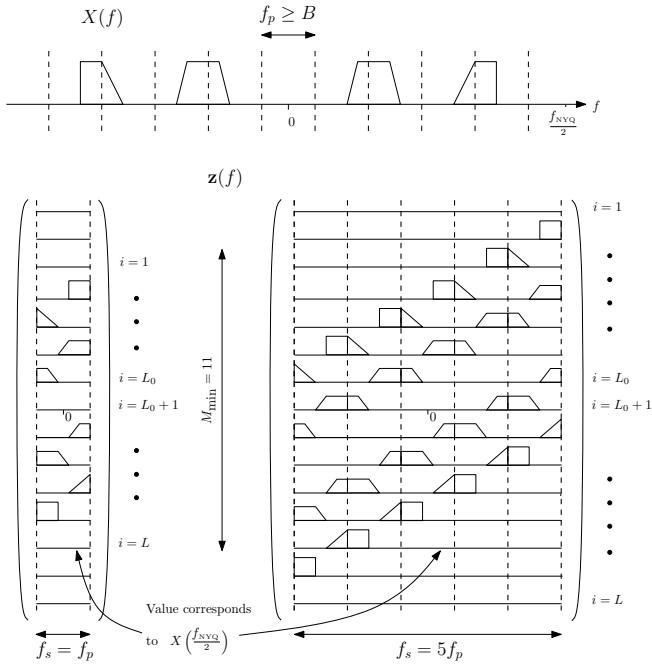 X(f)
f_p ≥ B
f
0
f_NYQ/2
z(f)
i = 1
i = 1
M_min = 11
i = L_0
i = L_0
i = L_0 + 1
i = L_0 + 1
0
0
i = L
i = L
Value corresponds
to X(f_NYQ/2)
f_s = f_p
f_s = 5f_p